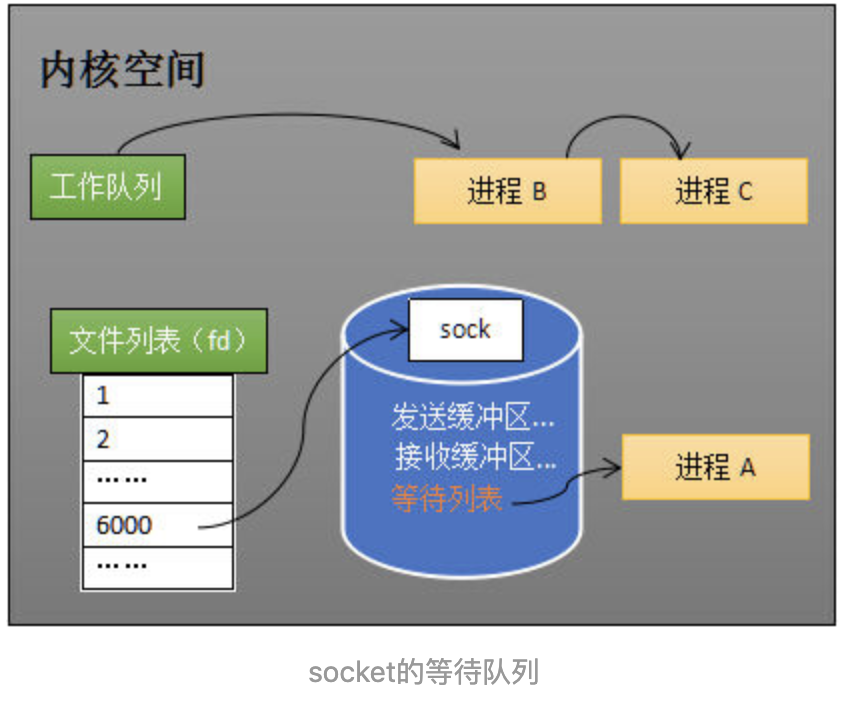 内核空间
工作队列
进程 B
进程 C
文件列表（fd）
1
2
……
6000
……
sock
发送缓冲区...
接收缓冲区...
等待列表
进程 A
socket的等待队列